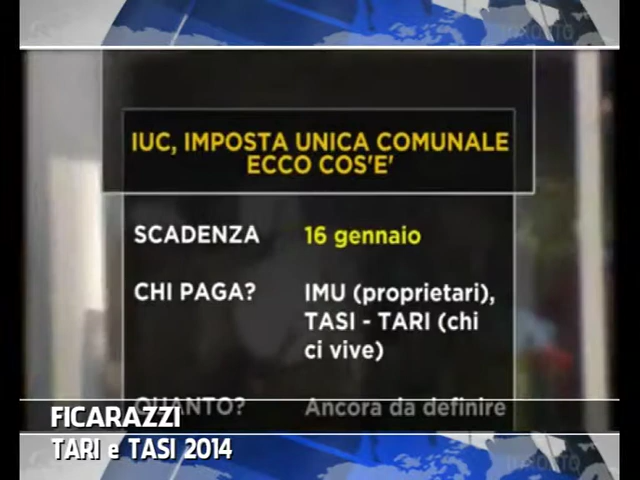 IUC, IMPOSTA UNICA COMUNALE
ECCO COS'E'
SCADENZA 16 gennaio
CHI PAGA? IMU (proprietari),
TASI - TARI (chi
ci vive)
QUANTO? Ancora da definire
FICARAZZI
TARI e TASI 2014